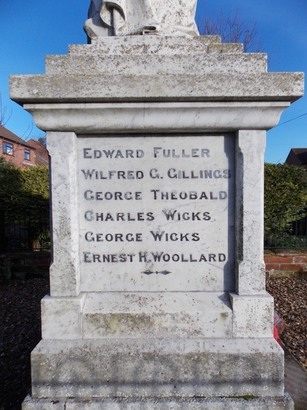 Edward Fuller
Wilfred G. Gillings
George Theobald
Charles Wicks
George Wicks
Ernest H. Woollard